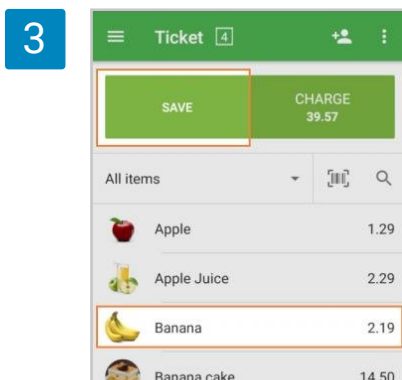 3
Ticket 4
SAVE
CHARGE
39.57
All items
Apple 1.29
Apple Juice 2.29
Banana 2.19
Banana cake 14.50